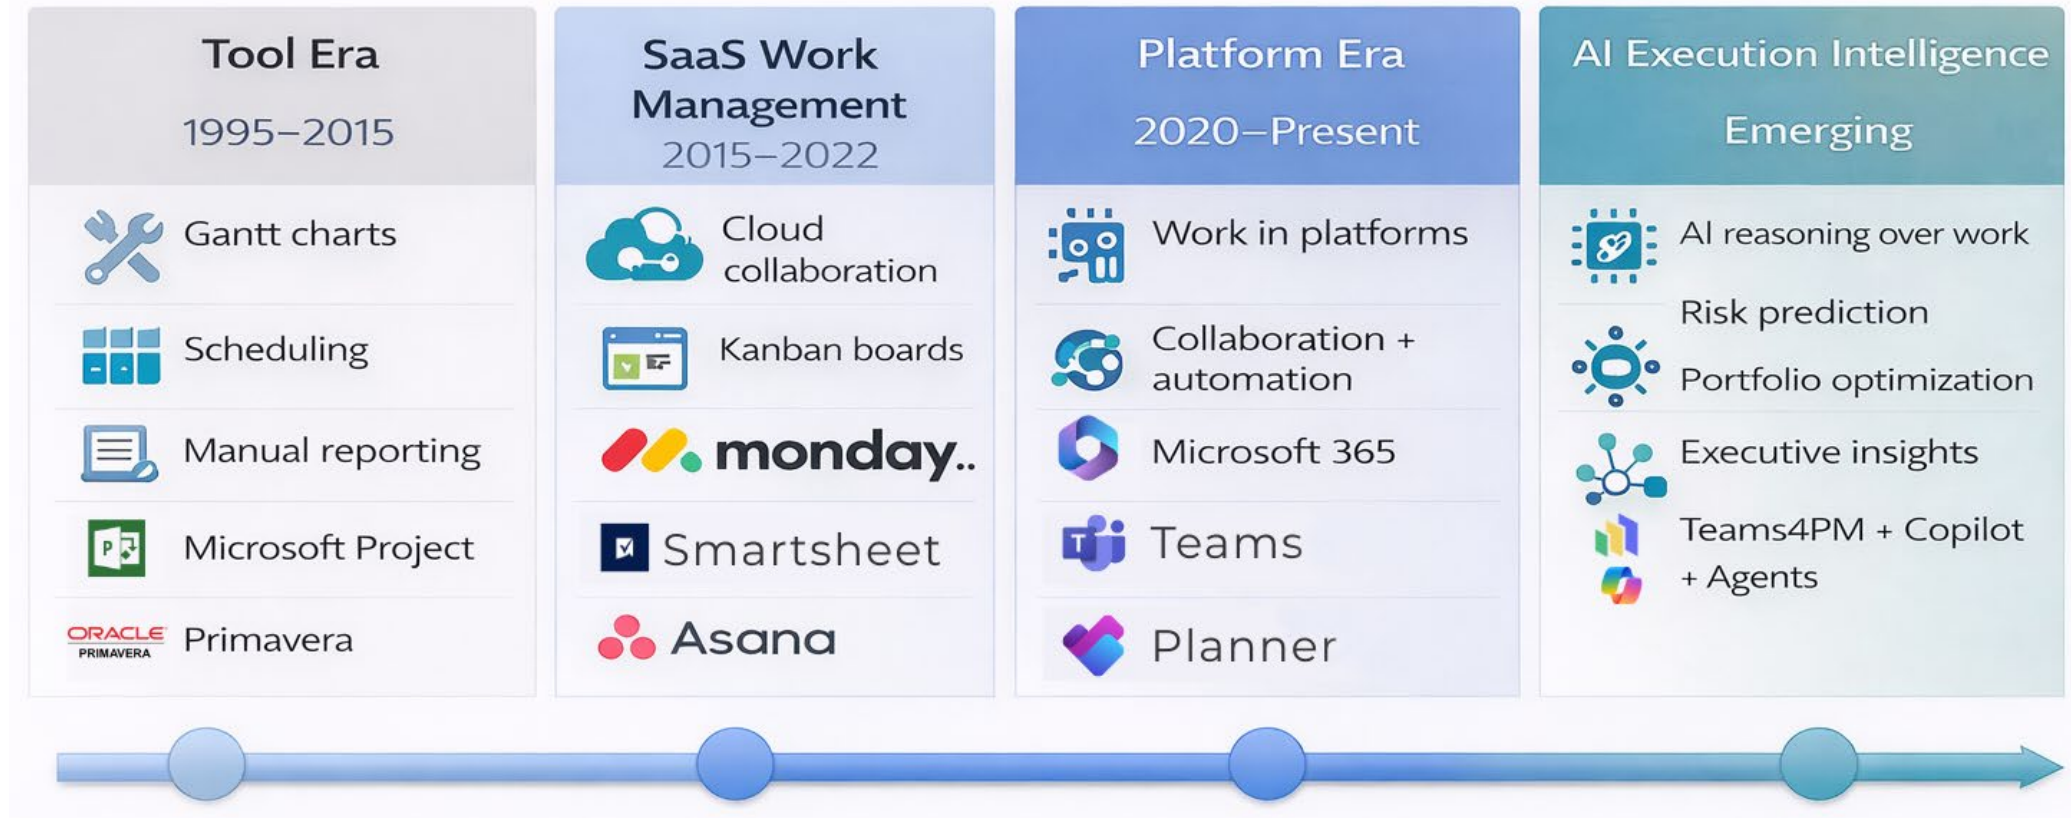 Tool Era
1995–2015
Gantt charts
Scheduling
Manual reporting
P
Microsoft Project
ORACLE
PRIMAVERA
Primavera
SaaS Work
Management
2015–2022
Cloud
collaboration
Kanban boards
monday..
Smartsheet
Asana
Platform Era
2020–Present
Work in platforms
Collaboration +
automation
Microsoft 365
T
Teams
Planner
AI Execution Intelligence
Emerging
AI reasoning over work
Risk prediction
Portfolio optimization
Executive insights
Teams4PM + Copilot
+ Agents